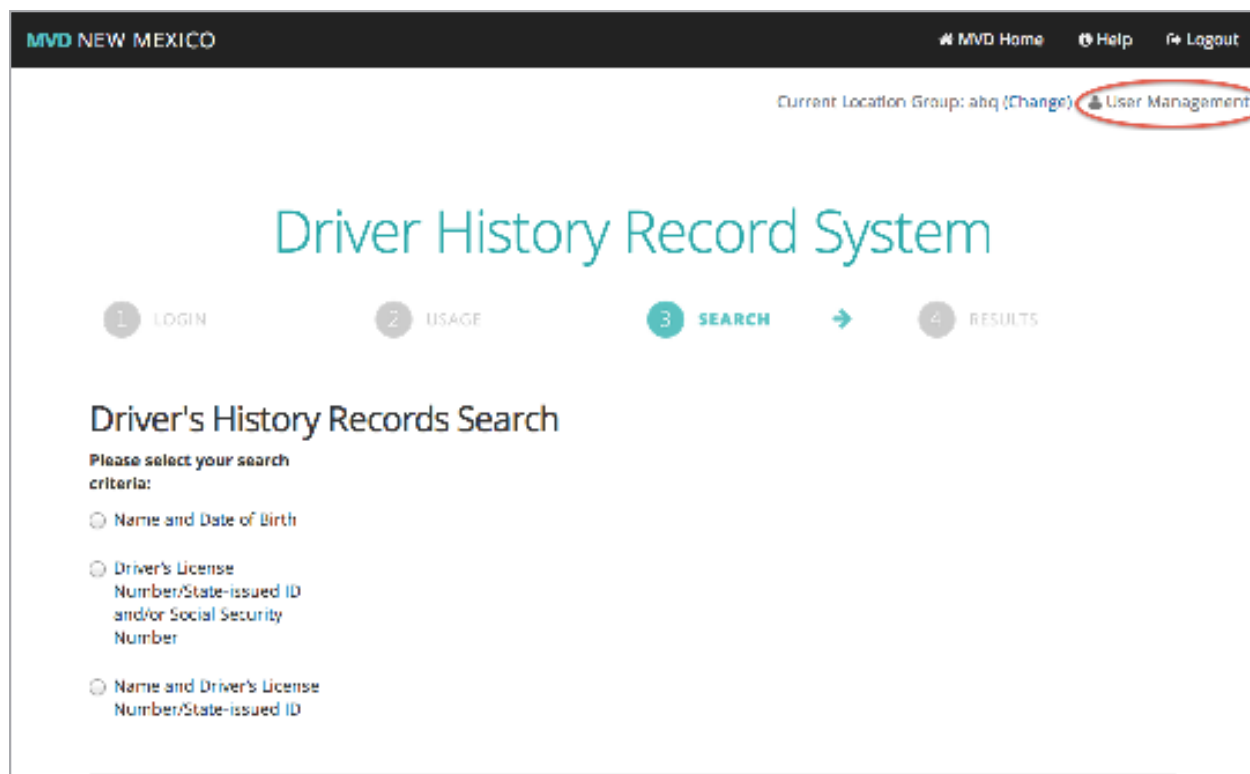 MVD NEW MEXICO MVD Home Help Logout
Current Location Group: abq (Change) User Management
Driver History Record System
1 LOGIN 2 USAGE 3 SEARCH 4 RESULTS
Driver's History Records Search
Please select your search
criteria:
Name and Date of Birth
Driver's License
Number/State-issued ID
and/or Social Security
Number
Name and Driver's License
Number/State-issued ID